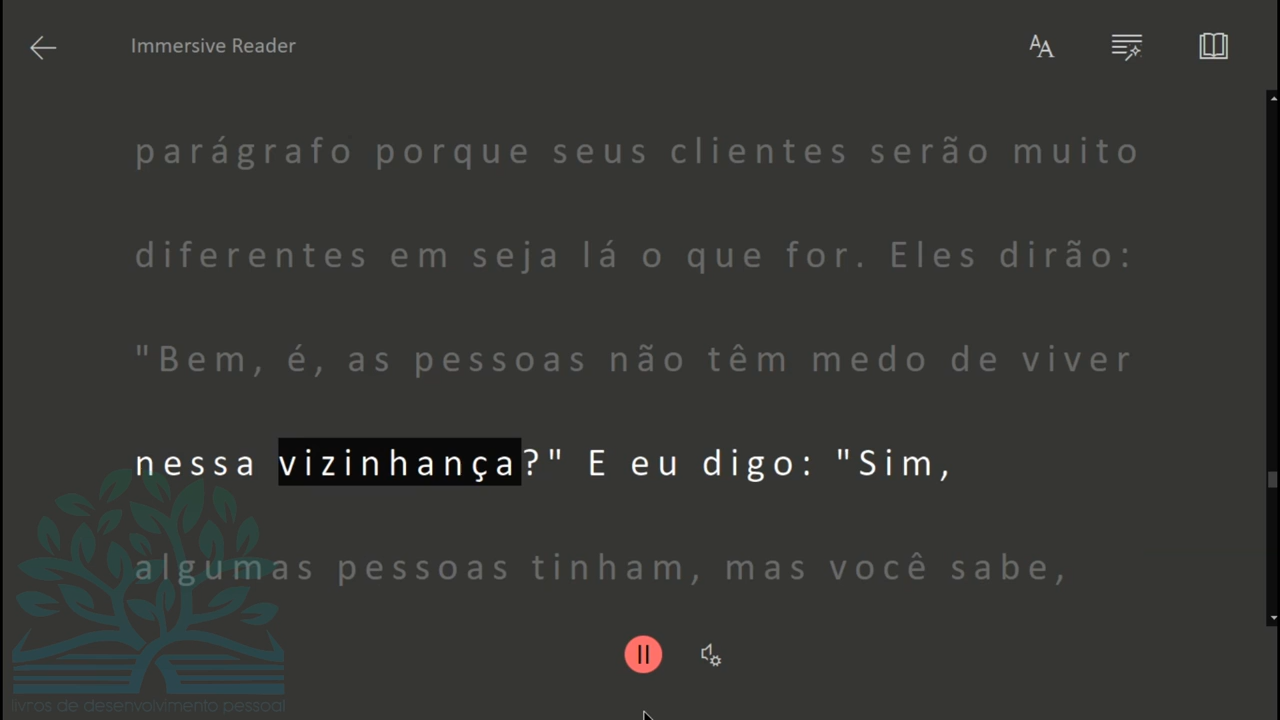 Immersive Reader
parágrafo porque seus clientes serão muito
diferentes em seja lá o que for. Eles dirão:
"Bem, é, as pessoas não têm medo de viver
nessa vizinhança?" E eu digo: "Sim,
algumas pessoas tinham, mas você sabe,
livros de desenvolvimento pessoal